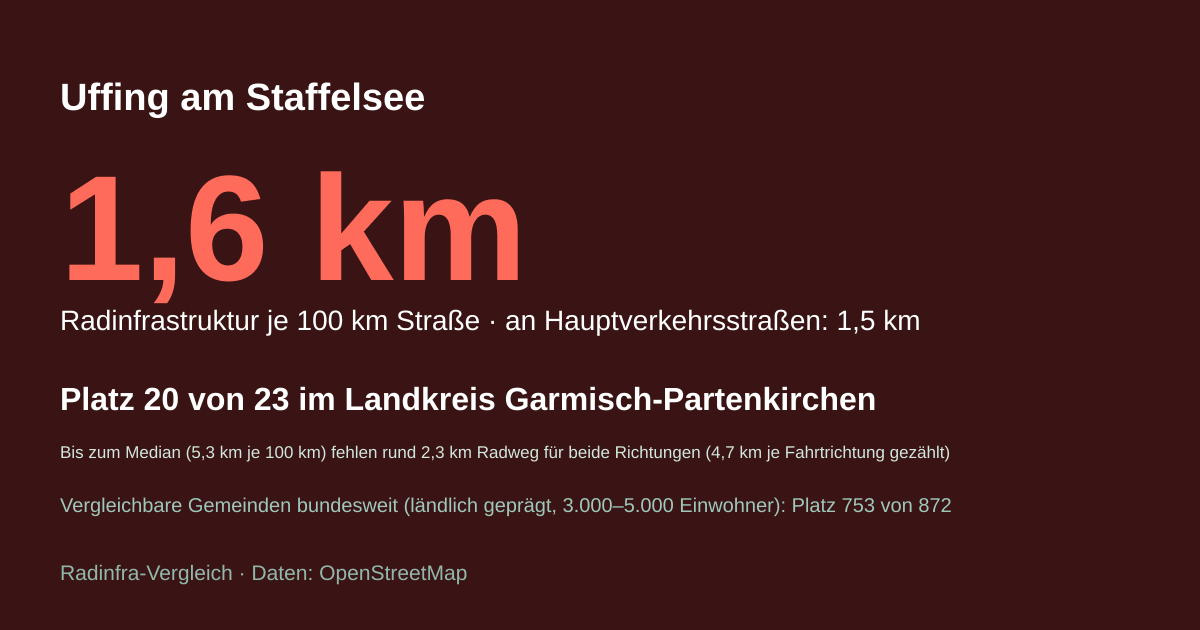 Uffing am Staffelsee
1,6 km
Radinfrastruktur je 100 km Straße · an Hauptverkehrsstraßen: 1,5 km
Platz 20 von 23 im Landkreis Garmisch-Partenkirchen
Bis zum Median (5,3 km je 100 km) fehlen rund 2,3 km Radweg für beide Richtungen (4,7 km je Fahrtrichtung gezählt)
Vergleichbare Gemeinden bundesweit (ländlich geprägt, 3.000–5.000 Einwohner): Platz 753 von 872
Radinfra-Vergleich · Daten: OpenStreetMap